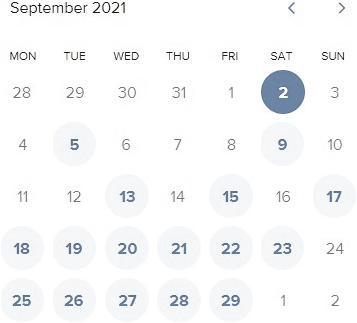 September 2021
MON TUE WED THU FRI SAT SUN
28 29 30 31 1 2 3
4 5 6 7 8 9 10
11 12 13 14 15 16 17
18 19 20 21 22 23 24
25 26 27 28 29 1 2